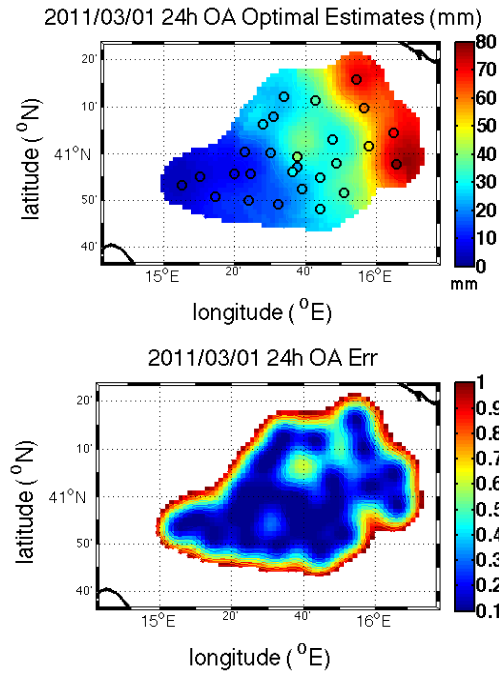 2011/03/01 24h OA Optimal Estimates (mm)
80
70
60
50
40
30
20
10
0
mm
20'
10'
41°N
50'
40'
latitude (°N)
15°E 20' 40' 16°E
longitude (°E)
2011/03/01 24h OA Err
1
0.9
0.8
0.7
0.6
0.5
0.4
0.3
0.2
0.1
20'
10'
41°N
50'
40'
latitude (°N)
15°E 20' 40' 16°E
longitude (°E)